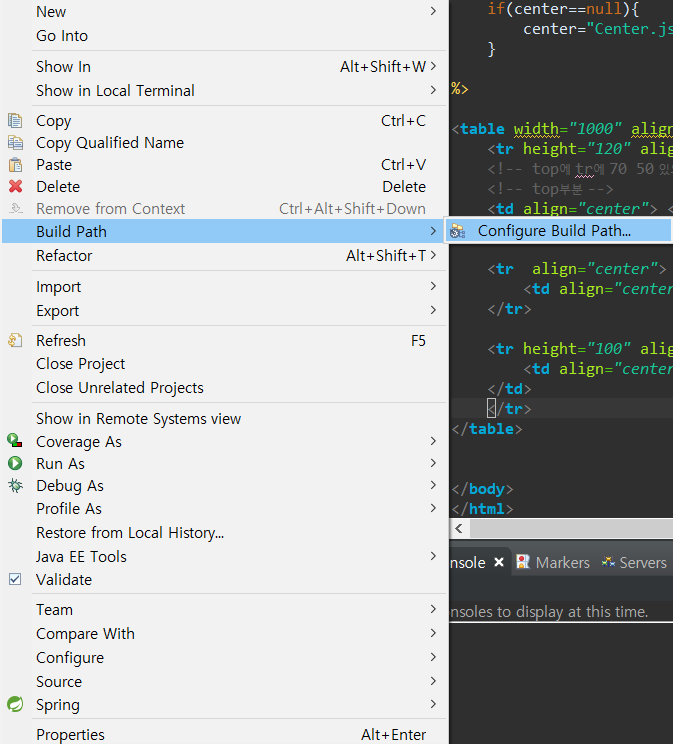 New
Go Into
Show In Alt+Shift+W
Show in Local Terminal
Copy Ctrl+C
Copy Qualified Name
Paste Ctrl+V
Delete Delete
Remove from Context Ctrl+Alt+Shift+Down
Build Path
Refactor Alt+Shift+T
Import
Export
Refresh F5
Close Project
Close Unrelated Projects
Show in Remote Systems view
Coverage As
Run As
Debug As
Profile As
Restore from Local History...
Java EE Tools
Validate
Team
Compare With
Configure
Source
Spring
Properties Alt+Enter
Configure Build Path...
if(center==null){
center="Center.js
}
%>
<table width="1000" align
<tr height="120" alig
<!-- top에 tr에 70 50 있
<!-- top부분 -->
<td align="center"> <
<tr align="center">
<td align="center
</tr>
<tr height="100" alig
<td align="center
</td>
</tr>
</table>
</body>
</html>
nsole Markers Servers
nsoles to display at this time.